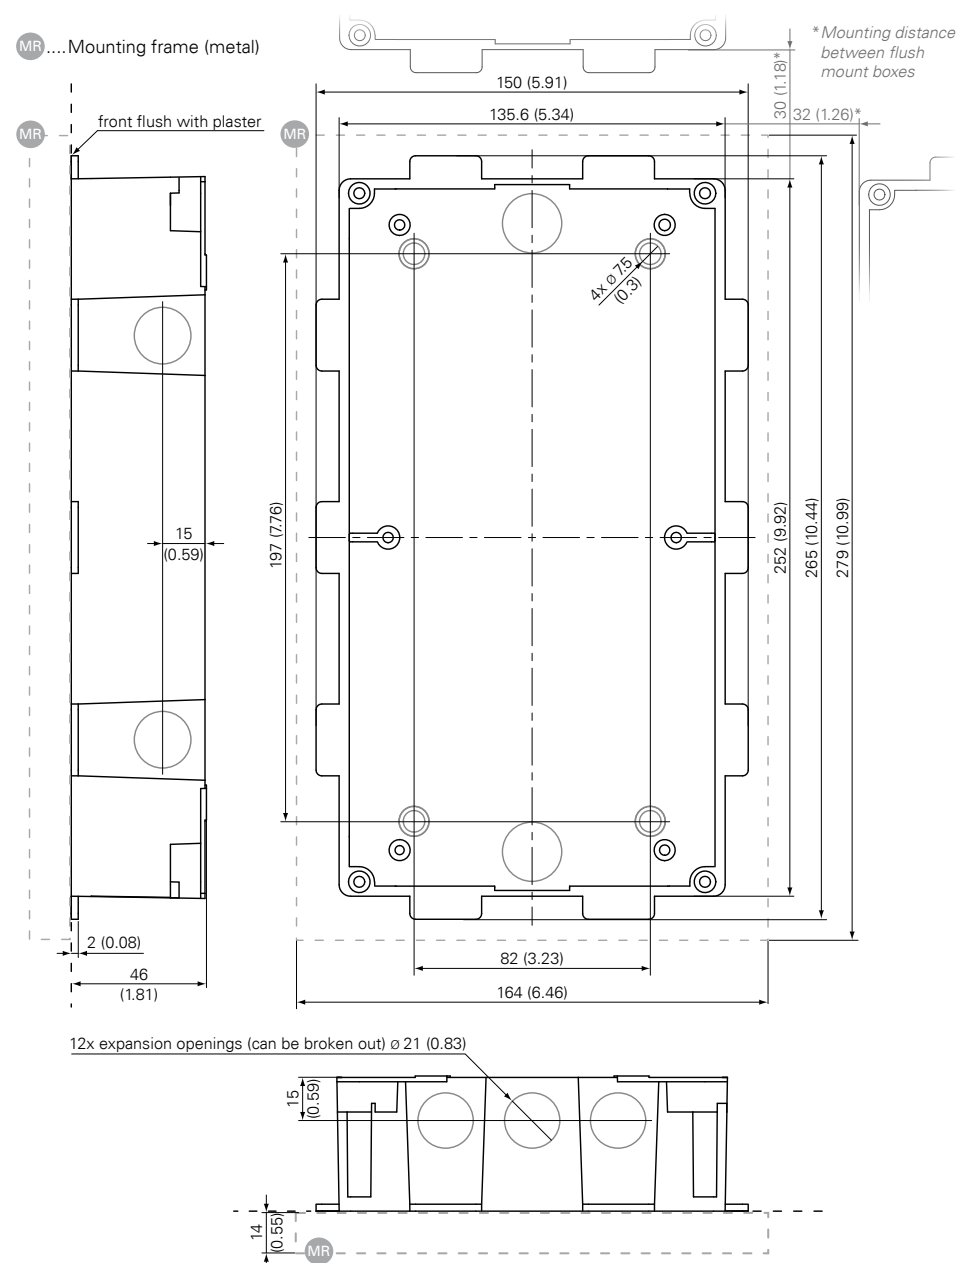 MR ....Mounting frame (metal)
* Mounting distance
between flush
mount boxes
150 (5.91)
30 (1.18)*
135.6 (5.34)
32 (1.26)*
front flush with plaster
MR
MR
4x ø 7.5
(0.3)
15
(0.59)
197 (7.76)
252 (9.92)
265 (10.44)
279 (10.99)
2 (0.08)
46
(1.81)
82 (3.23)
164 (6.46)
12x expansion openings (can be broken out) ø 21 (0.83)
15
(0.59)
14
(0.55)
MR